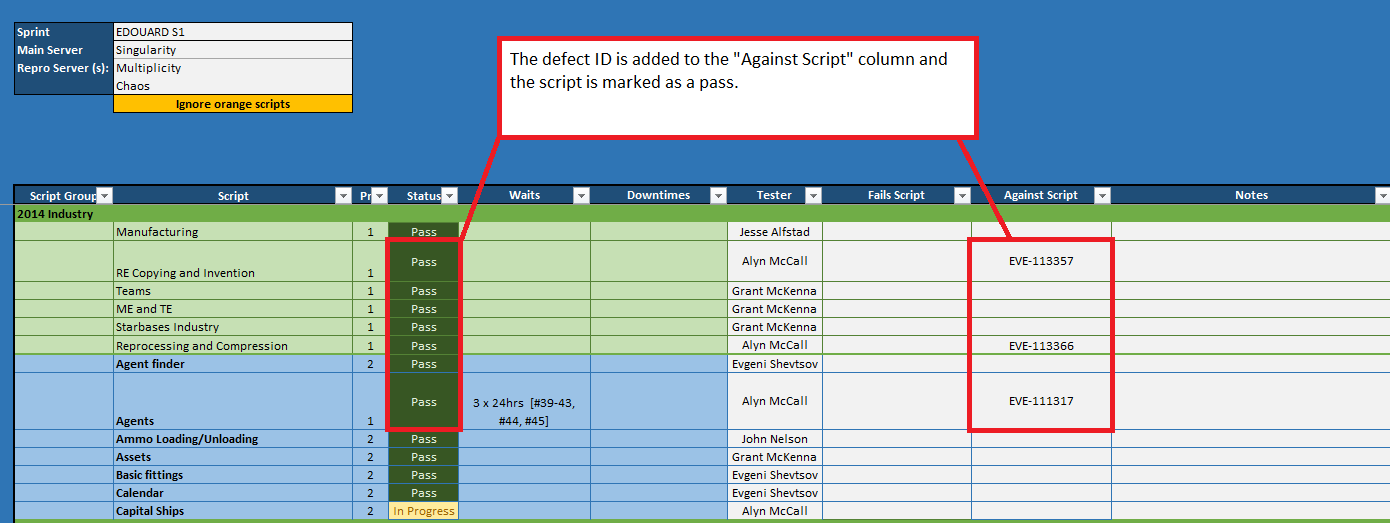 Sprint EDOUARD S1
Main Server Singularity
Repro Server (s): Multiplicity
Chaos
Ignore orange scripts
The defect ID is added to the "Against Script" column and
the script is marked as a pass.
Script Group Script Pr Status Waits Downtimes Tester Fails Script Against Script Notes
2014 Industry
Manufacturing 1 Pass Jesse Alfstad
RE Copying and Invention 1 Pass Alyn McCall EVE-113357
Teams 1 Pass Grant McKenna
ME and TE 1 Pass Grant McKenna
Starbases Industry 1 Pass Grant McKenna
Reprocessing and Compression 1 Pass Alyn McCall EVE-113366
Agent finder 2 Pass Evgeni Shevtsov
Agents 1 Pass 3 x 24hrs [#39-43, Alyn McCall EVE-111317
#44, #45]
Ammo Loading/Unloading 2 Pass John Nelson
Assets 2 Pass Grant McKenna
Basic fittings 2 Pass Evgeni Shevtsov
Calendar 2 Pass Evgeni Shevtsov
Capital Ships 2 In Progress Alyn McCall